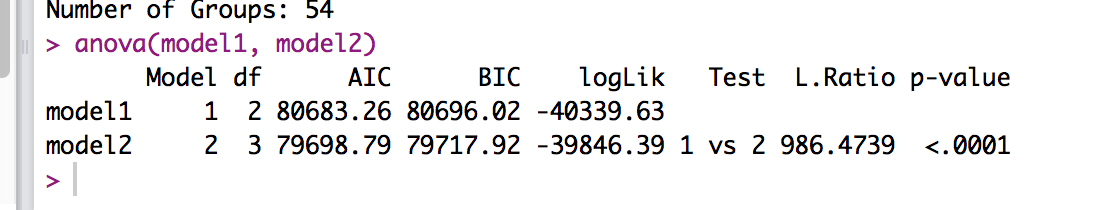 Number of Groups: 54
> anova(model1, model2)
Model df AIC BIC logLik Test L.Ratio p-value
model1 1 2 80683.26 80696.02 -40339.63
model2 2 3 79698.79 79717.92 -39846.39 1 vs 2 986.4739 <.0001
>